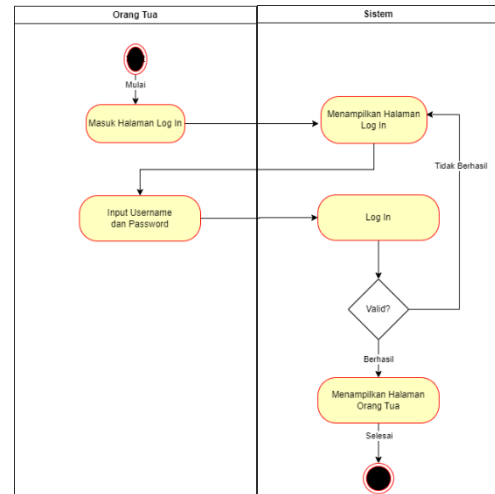 Orang Tua
Sistem
Mulai
Masuk Halaman Log In
Menampilkan Halaman
Log In
Tidak Berhasil
Input Username
dan Password
Log In
Valid?
Berhasil
Menampilkan Halaman
Orang Tua
Selesai